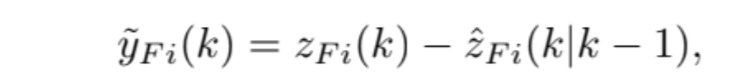 ỹ_{Fi}(k) = z_{Fi}(k) − ẑ_{Fi}(k|k − 1),